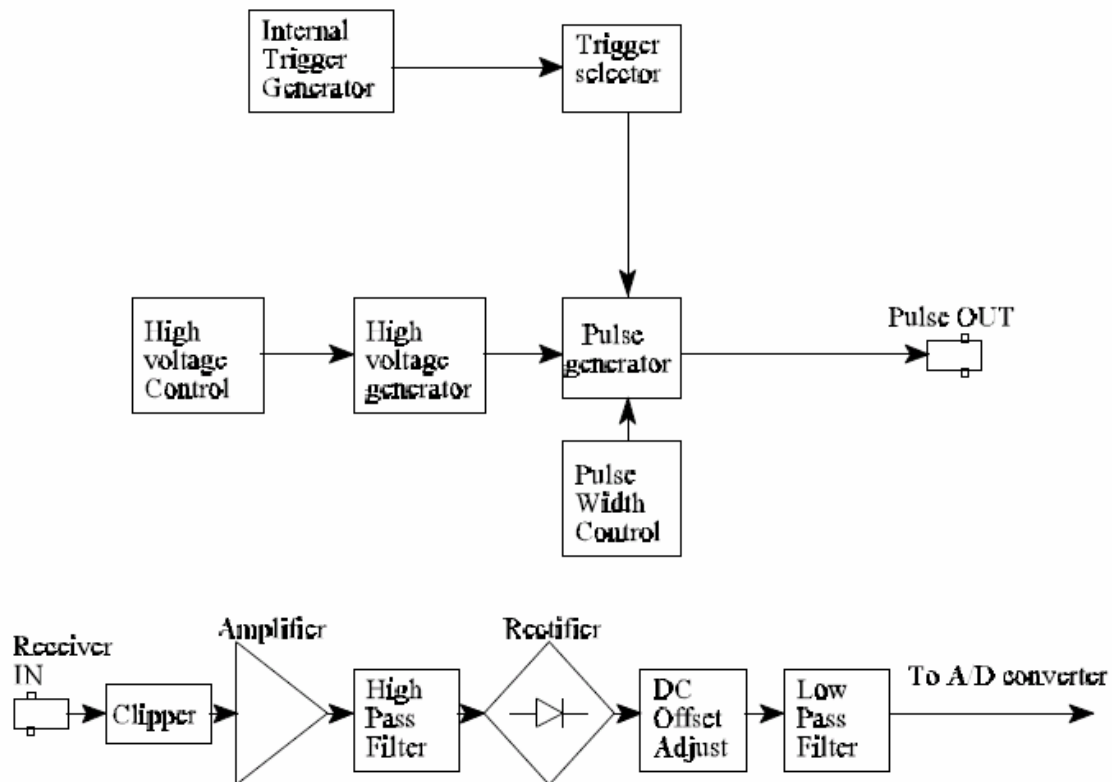 Internal
Trigger
Generator
Trigger
selector
High
voltage
Control
High
voltage
generator
Pulse
generator
Pulse OUT
Pulse
Width
Control
Receiver
IN
Clipper
Amplifier
High
Pass
Filter
Rectifier
DC
Offset
Adjust
Low
Pass
Filter
To A/D converter